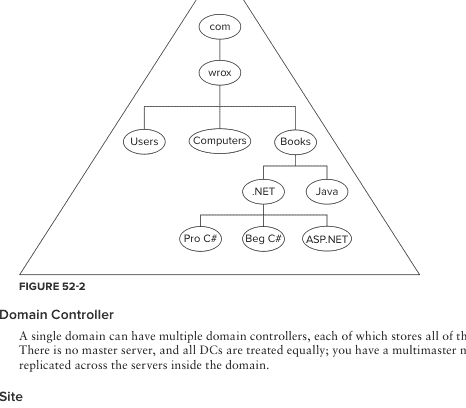 com
wrox
Users Computers Books
.NET Java
Pro C# Beg C# ASP.NET
FIGURE 52-2
Domain Controller
A single domain can have multiple domain controllers, each of which stores all of th
There is no master server, and all DCs are treated equally; you have a multimaster m
replicated across the servers inside the domain.
Site